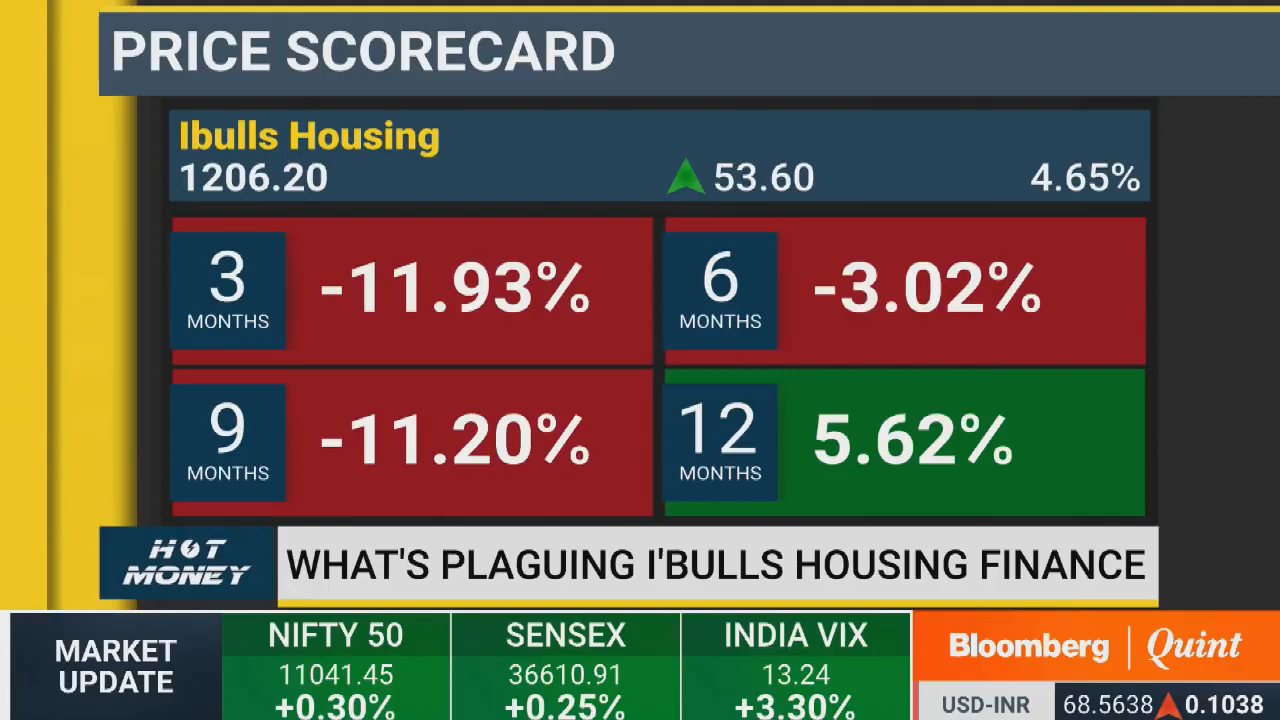 PRICE SCORECARD
Ibulls Housing
1206.20 53.60 4.65%
3 MONTHS -11.93%
6 MONTHS -3.02%
9 MONTHS -11.20%
12 MONTHS 5.62%
HOT MONEY
WHAT'S PLAGUING I'BULLS HOUSING FINANCE
MARKET UPDATE
NIFTY 50
11041.45
+0.30%
SENSEX
36610.91
+0.25%
INDIA VIX
13.24
+3.30%
Bloomberg | Quint
USD-INR 68.5638 0.1038